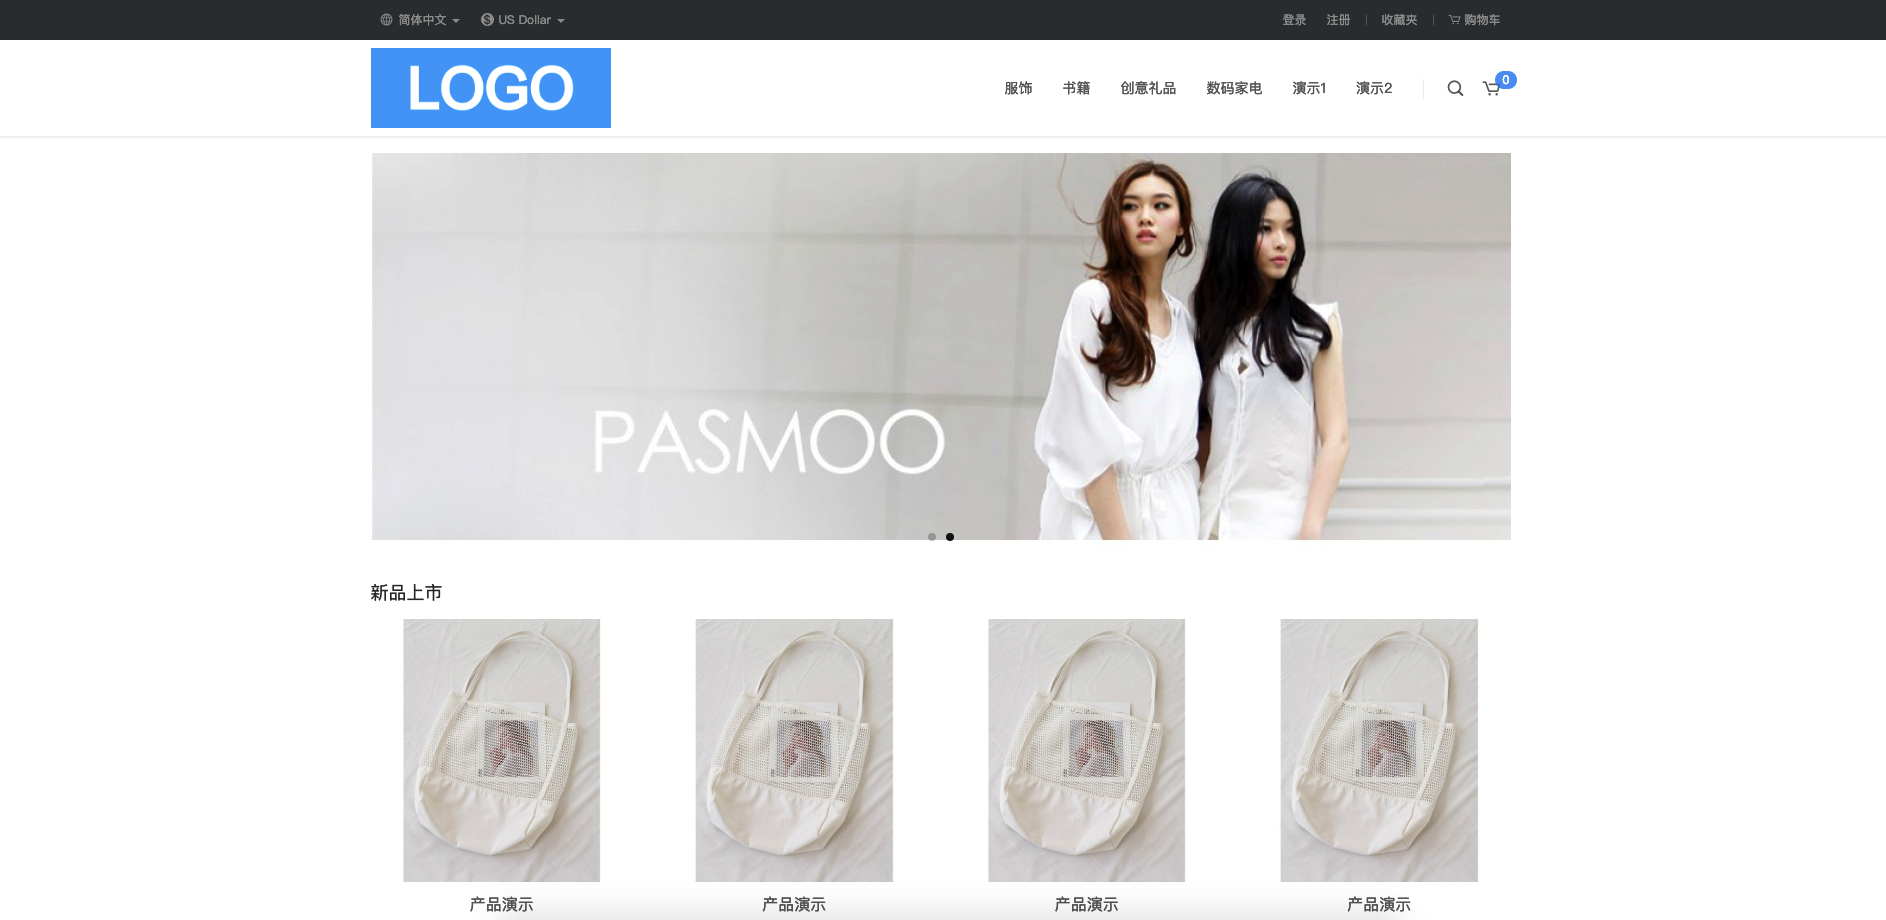 简体中文 US Dollar 登录 注册 收藏夹 购物车
LOGO
服饰 书籍 创意礼品 数码家电 演示1 演示2 0
PASMOO
新品上市
产品演示 产品演示 产品演示 产品演示